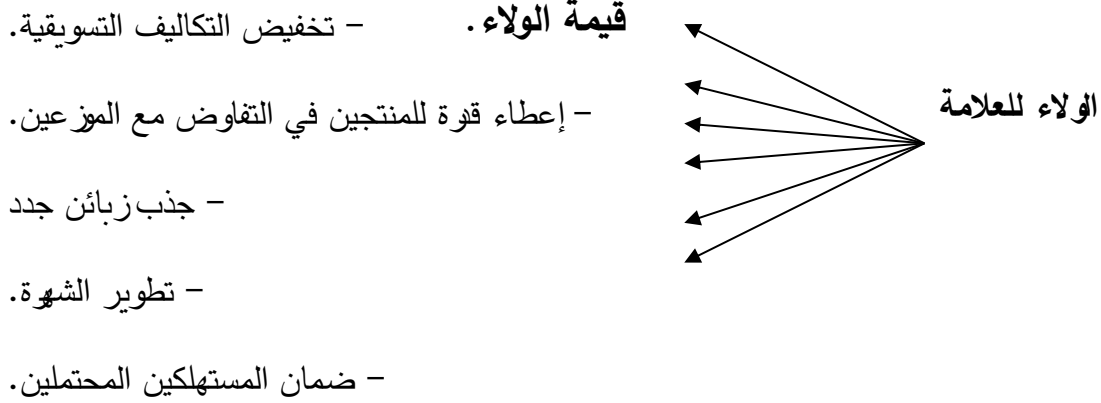 قيمة الولاء. - تخفيض التكاليف التسويقية.
الولاء للعلامة
- إعطاء قوة للمنتجين في التفاوض مع الموزعين.
- جذب زبائن جدد
- تطوير الشهرة.
- ضمان المستهلكين المحتملين.